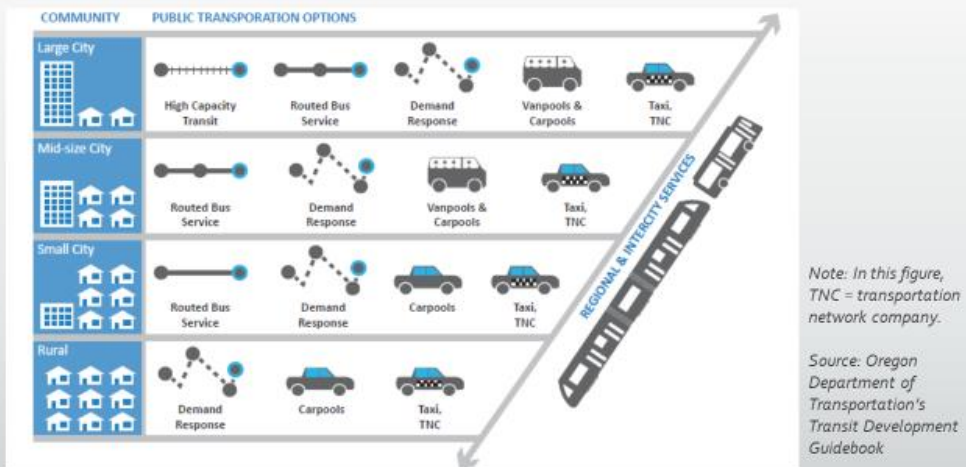 COMMUNITY PUBLIC TRANSPORATION OPTIONS
Large City
High Capacity
Transit
Routed Bus
Service
Demand
Response
Vanpools &
Carpools
Taxi,
TNC
Mid-size City
Routed Bus
Service
Demand
Response
Vanpools &
Carpools
Taxi,
TNC
Small City
Routed Bus
Service
Demand
Response
Carpools
Taxi,
TNC
Rural
Demand
Response
Carpools
Taxi,
TNC
REGIONAL & INTERCITY SERVICES
Note: In this figure,
TNC = transportation
network company.
Source: Oregon
Department of
Transportation's
Transit Development
Guidebook